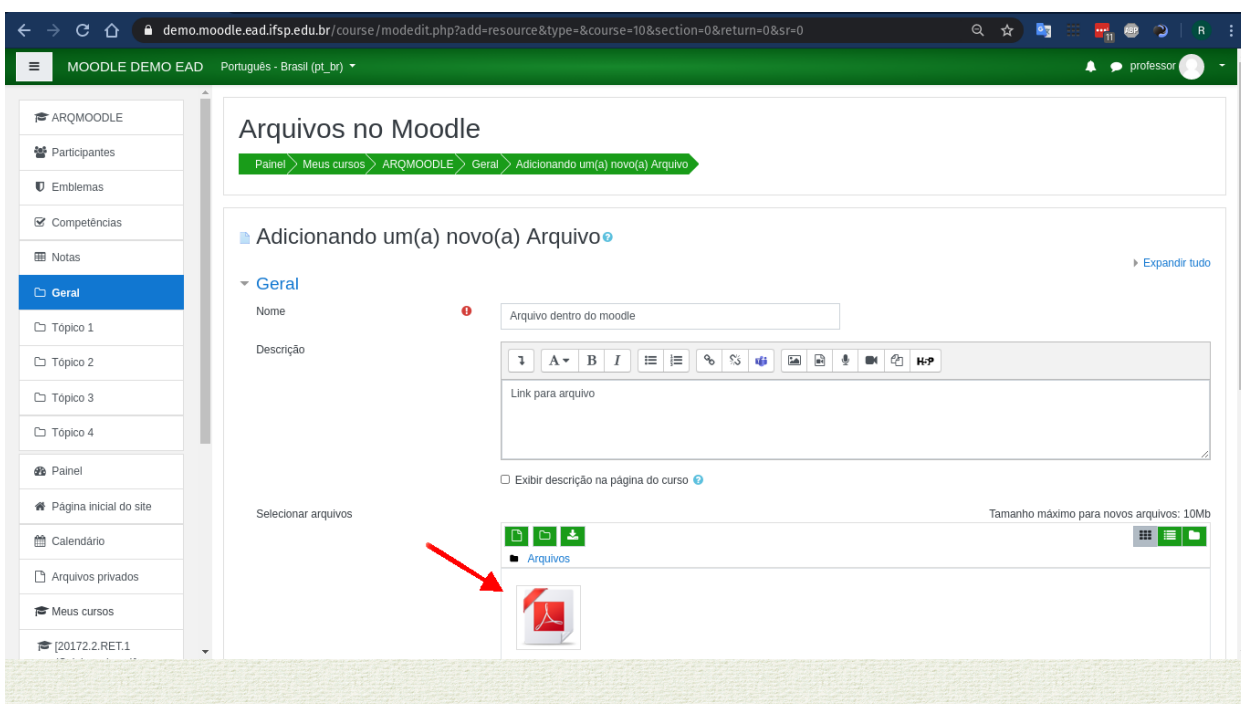 demo.moodle.ead.ifsp.edu.br/course/modedit.php?add=resource&type=&course=10&section=0&return=0&sr=0
11
ABP
R
MOODLE DEMO EAD Português - Brasil (pt_br)
professor
ARQMOODLE
Participantes
Emblemas
Competências
Notas
Geral
Tópico 1
Tópico 2
Tópico 3
Tópico 4
Painel
Página inicial do site
Calendário
Arquivos privados
Meus cursos
[20172.2.RET.1
Arquivos no Moodle
Painel Meus cursos ARQMOODLE Geral Adicionando um(a) novo(a) Arquivo
Adicionando um(a) novo(a) Arquivo
Expandir tudo
Geral
Nome
Arquivo dentro do moodle
Descrição
A B I H-P
Link para arquivo
Exibir descrição na página do curso
Selecionar arquivos
Tamanho máximo para novos arquivos: 10Mb
Arquivos